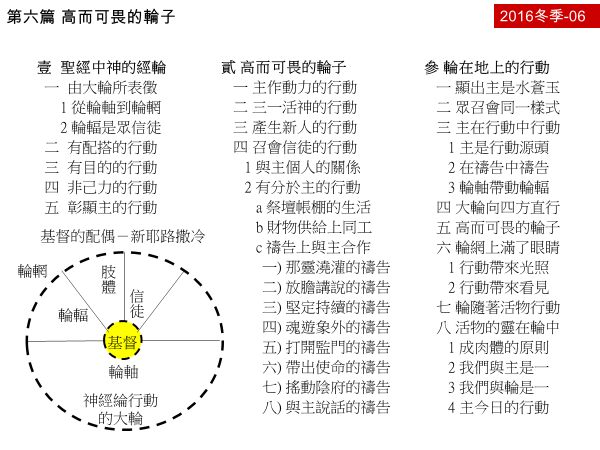 第六篇 高而可畏的輪子
2016冬季-06
壹 聖經中神的經輪
一 由大輪所表徵
1 從輪軸到輪網
2 輪輻是眾信徒
二 有配搭的行動
三 有目的的行動
四 非己力的行動
五 彰顯主的行動
基督的配偶－新耶路撒冷
輪網
肢體
信徒
輪輻
基督
輪軸
神經綸行動
的大輪
貳 高而可畏的輪子
一 主作動力的行動
二 三一活神的行動
三 產生新人的行動
四 召會信徒的行動
1 與主個人的關係
2 有分於主的行動
a 祭壇帳棚的生活
b 財物供給上同工
c 禱告上與主合作
一) 那靈澆灌的禱告
二) 放膽講說的禱告
三) 堅定持續的禱告
四) 魂遊象外的禱告
五) 打開監門的禱告
六) 帶出使命的禱告
七) 搖動陰府的禱告
八) 與主說話的禱告
參 輪在地上的行動
一 顯出主是水蒼玉
二 眾召會同一樣式
三 主在行動中行動
1 主是行動源頭
2 在禱告中禱告
3 輪軸帶動輪輻
四 大輪向四方直行
五 高而可畏的輪子
六 輪網上滿了眼睛
1 行動帶來光照
2 行動帶來看見
七 輪隨著活物行動
八 活物的靈在輪中
1 成肉體的原則
2 我們與主是一
3 我們與輪是一
4 主今日的行動